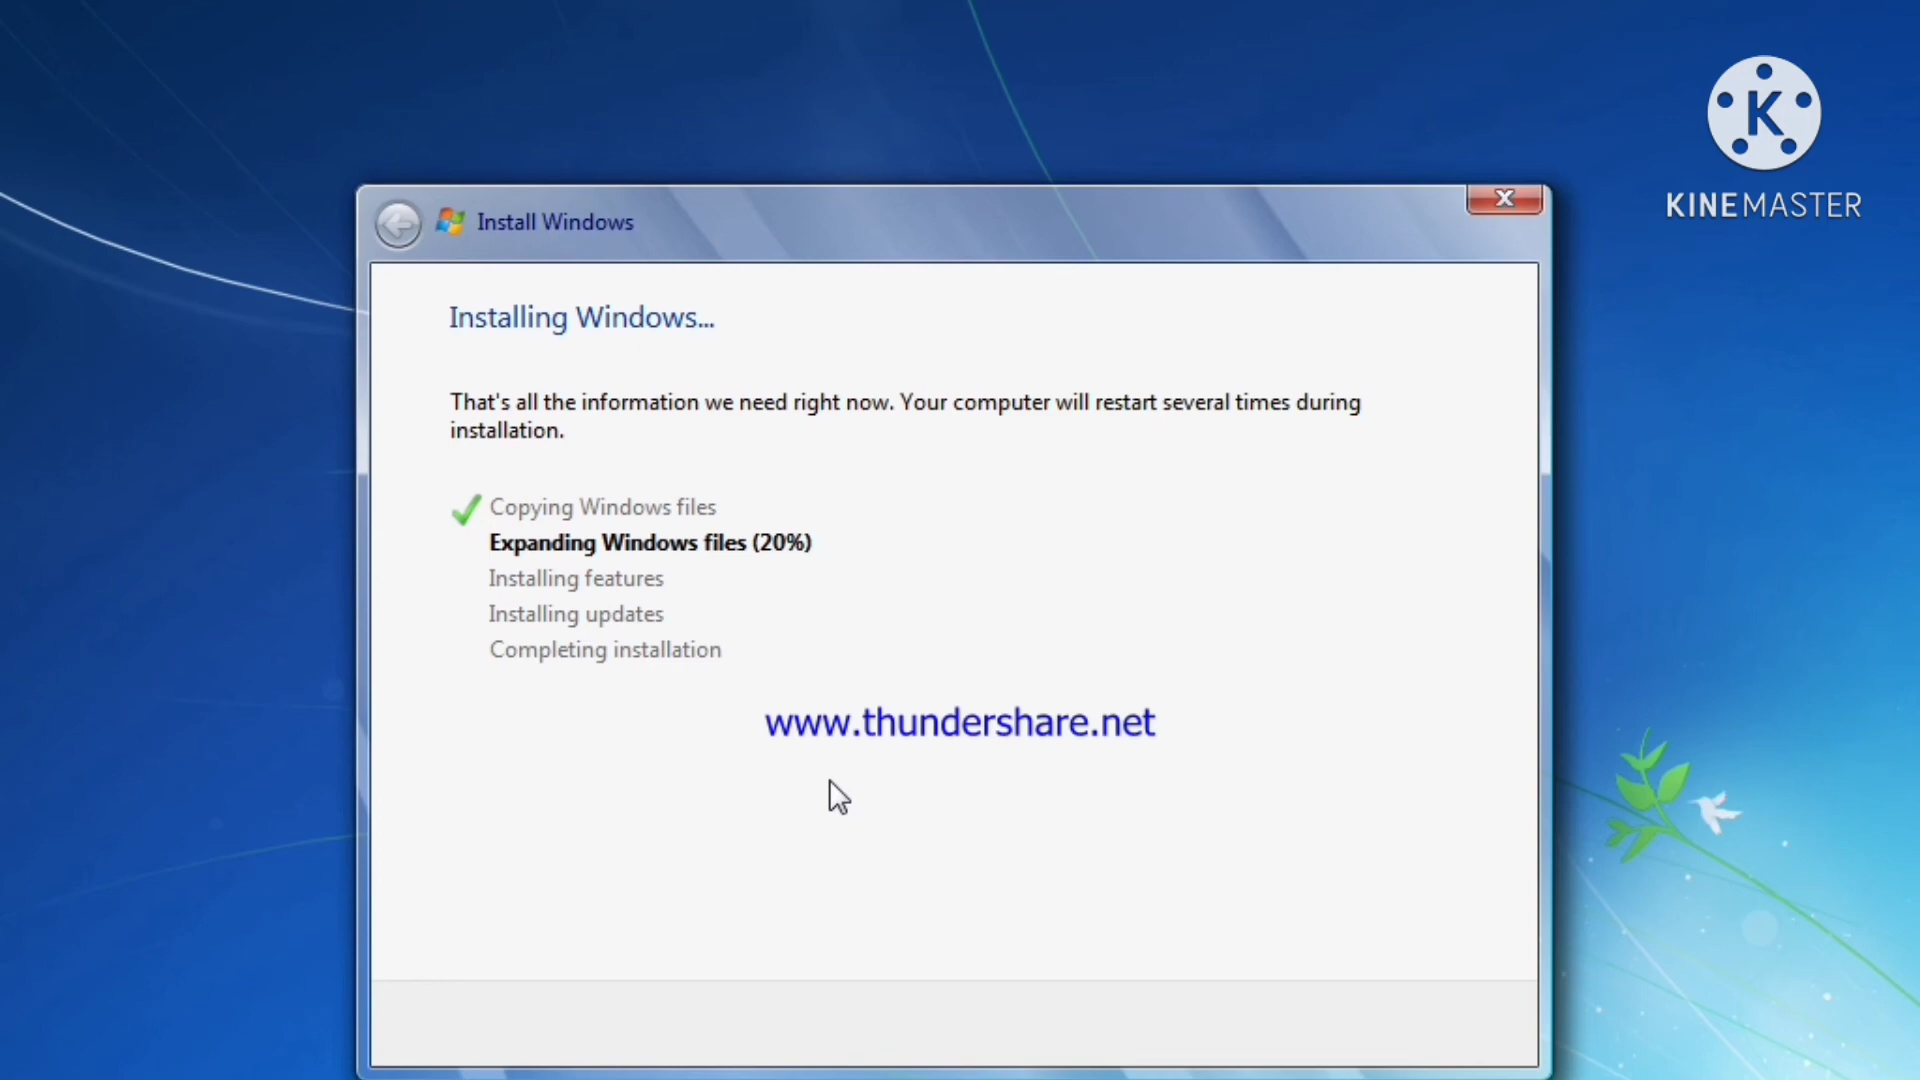 K
KINEMASTER
Install Windows
Installing Windows...
That's all the information we need right now. Your computer will restart several times during
installation.
Copying Windows files
Expanding Windows files (20%)
Installing features
Installing updates
Completing installation
www.thundershare.net